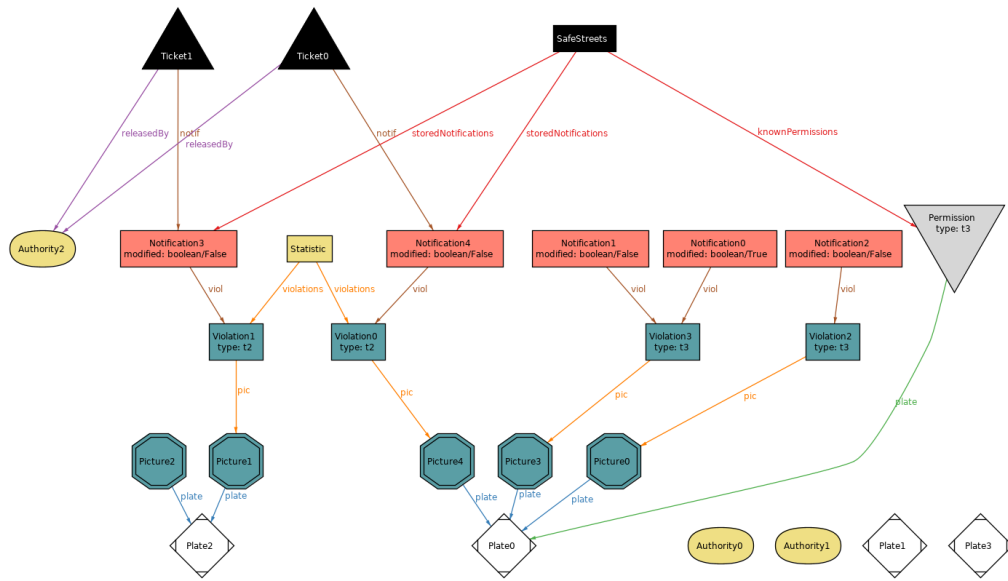 Ticket1
Ticket0
SafeStreets
releasedBy
notif
releasedBy
notif
storedNotifications
storedNotifications
knownPermissions
Authority2
Notification3
modified: boolean/False
Statistic
Notification4
modified: boolean/False
Notification1
modified: boolean/False
Notification0
modified: boolean/True
Notification2
modified: boolean/False
Permission
type: t3
viol
violations
violations
viol
viol
viol
viol
Violation1
type: t2
Violation0
type: t2
Violation3
type: t3
Violation2
type: t3
pic
pic
pic
pic
plate
Picture2
Picture1
Picture4
Picture3
Picture0
plate
plate
plate
plate
plate
Plate2
Plate0
Authority0
Authority1
Plate1
Plate3